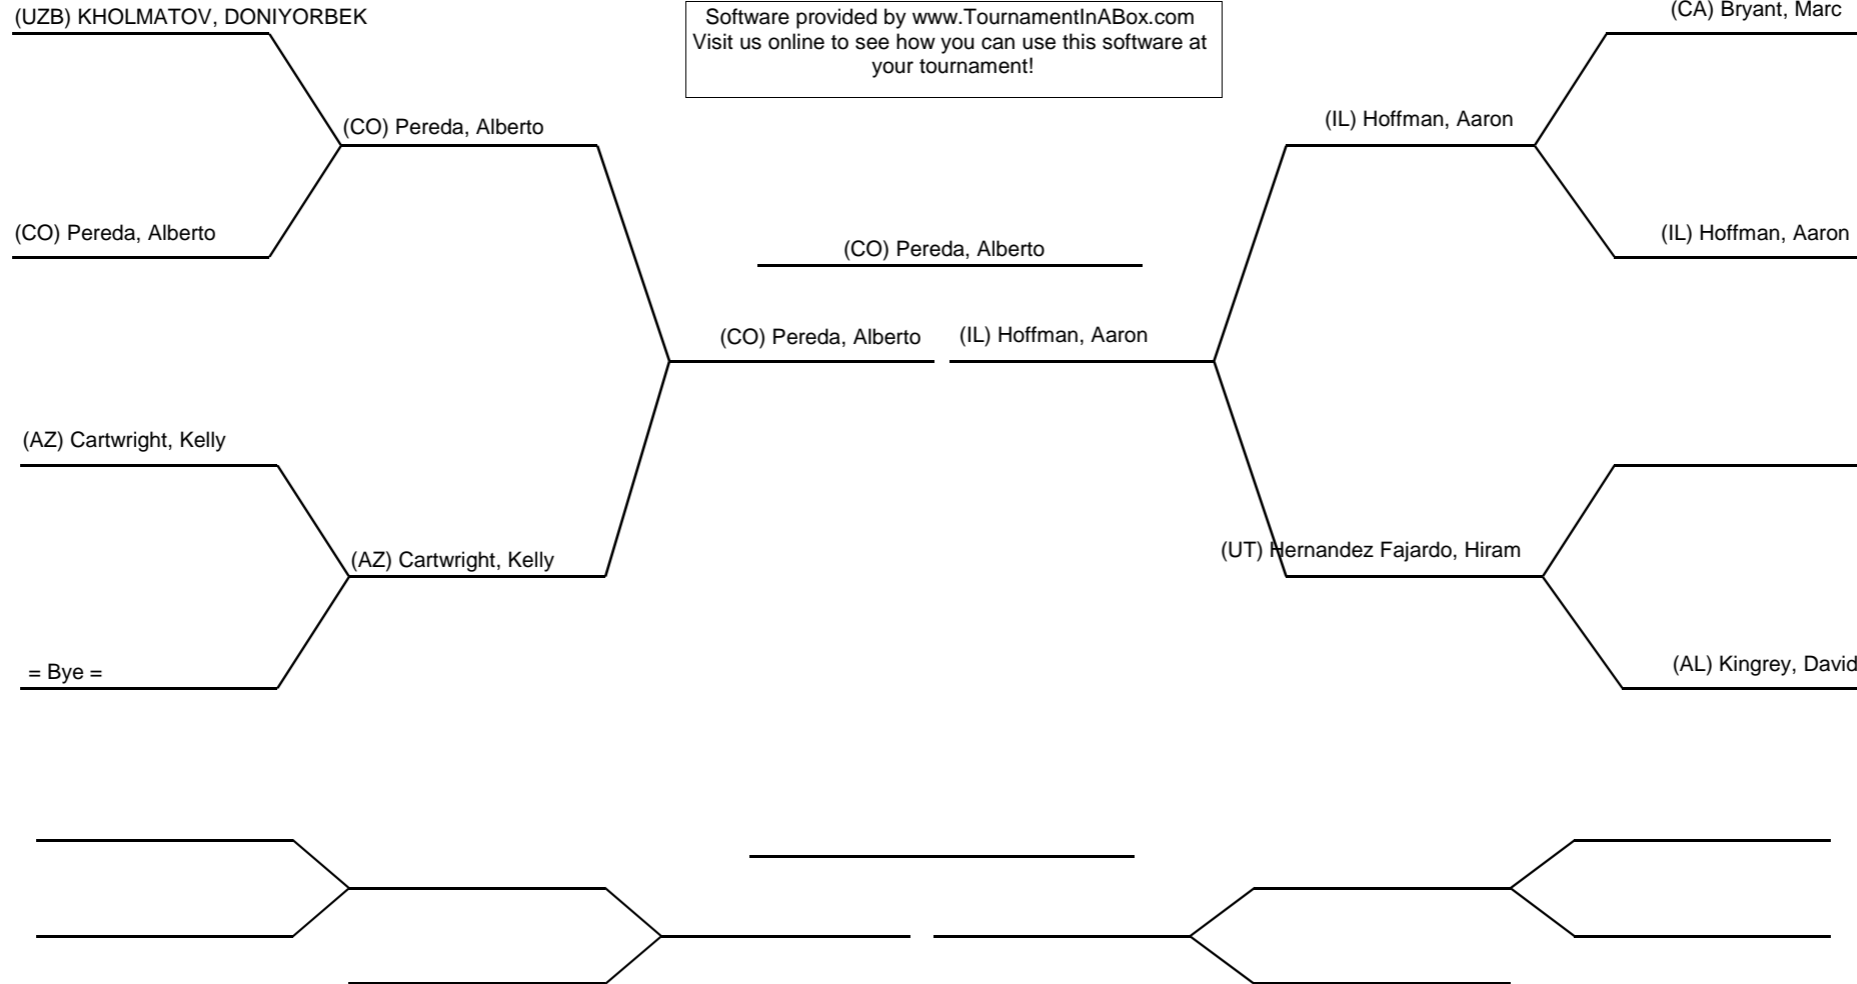 (UZB) KHOLMATOV, DONIYORBEK
Software provided by www.TournamentInABox.com
Visit us online to see how you can use this software at
your tournament!
(CA) Bryant, Marc
(CO) Pereda, Alberto
(IL) Hoffman, Aaron
(CO) Pereda, Alberto
(CO) Pereda, Alberto
(IL) Hoffman, Aaron
(CO) Pereda, Alberto
(IL) Hoffman, Aaron
(AZ) Cartwright, Kelly
(AZ) Cartwright, Kelly
(UT) Hernandez Fajardo, Hiram
= Bye =
(AL) Kingrey, David